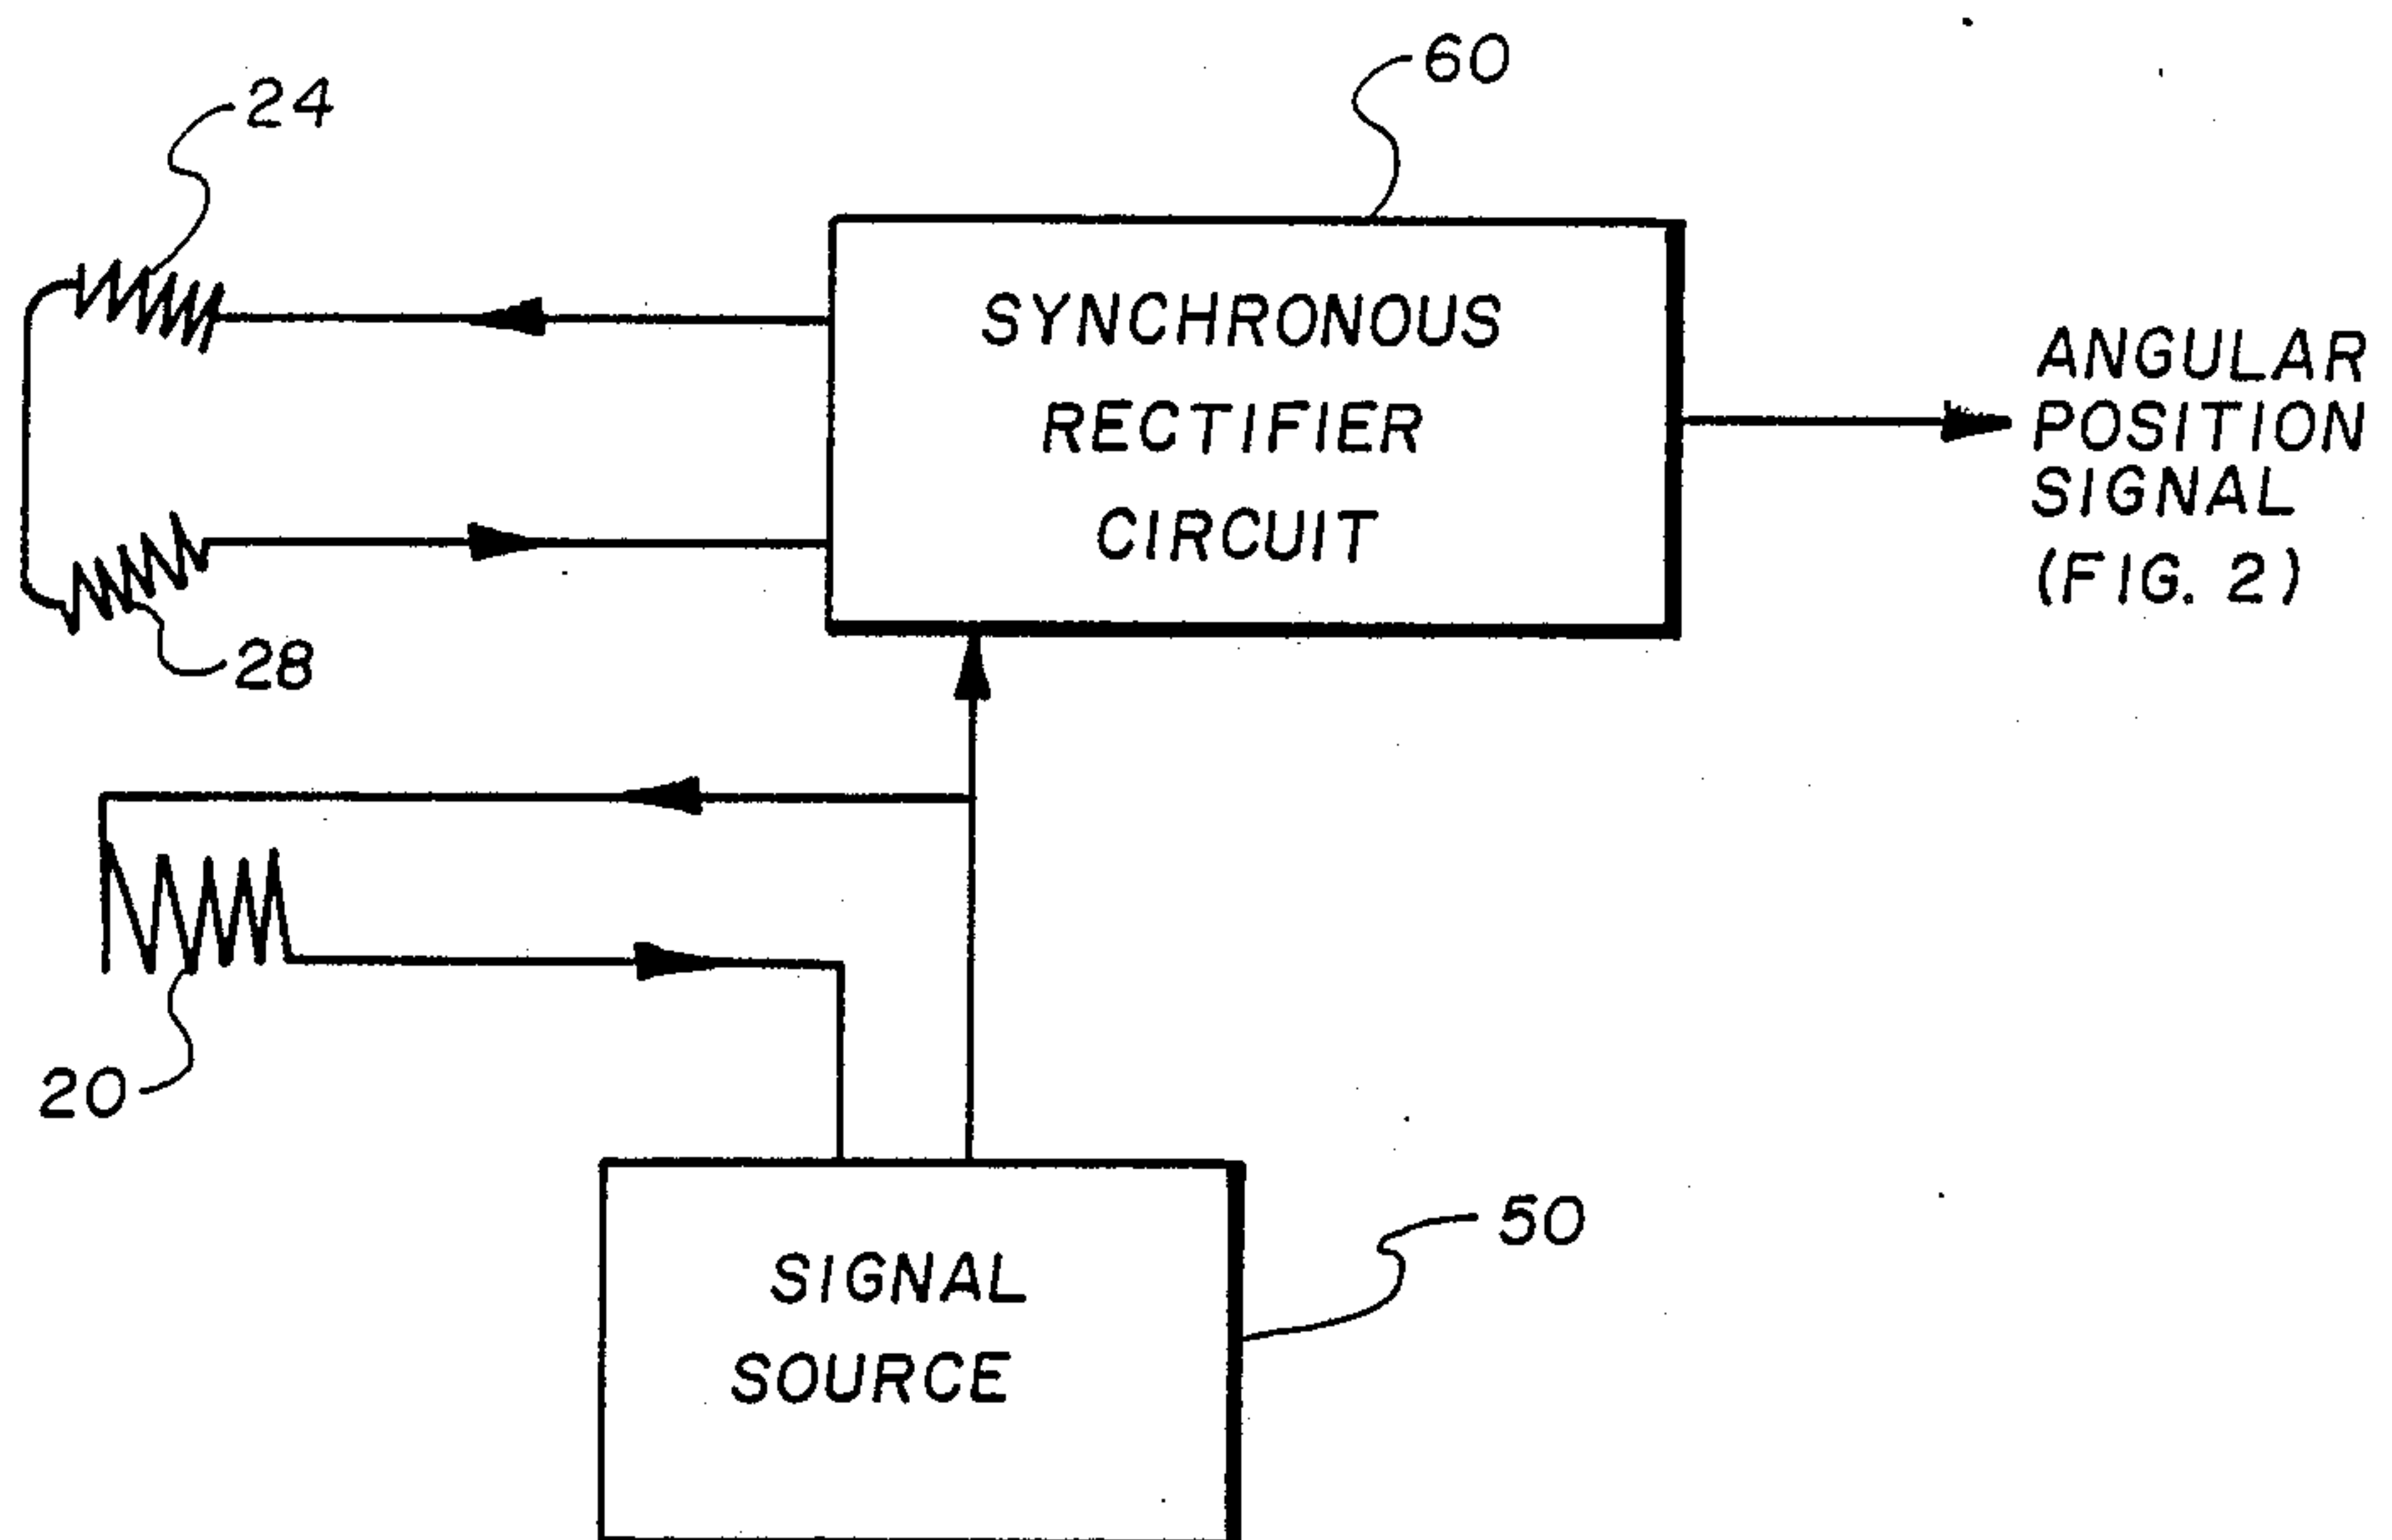 60
24
SYNCHRONOUS
RECTIFIER
CIRCUIT
ANGULAR
POSITION
SIGNAL
(FIG. 2)
28
20
50
SIGNAL
SOURCE